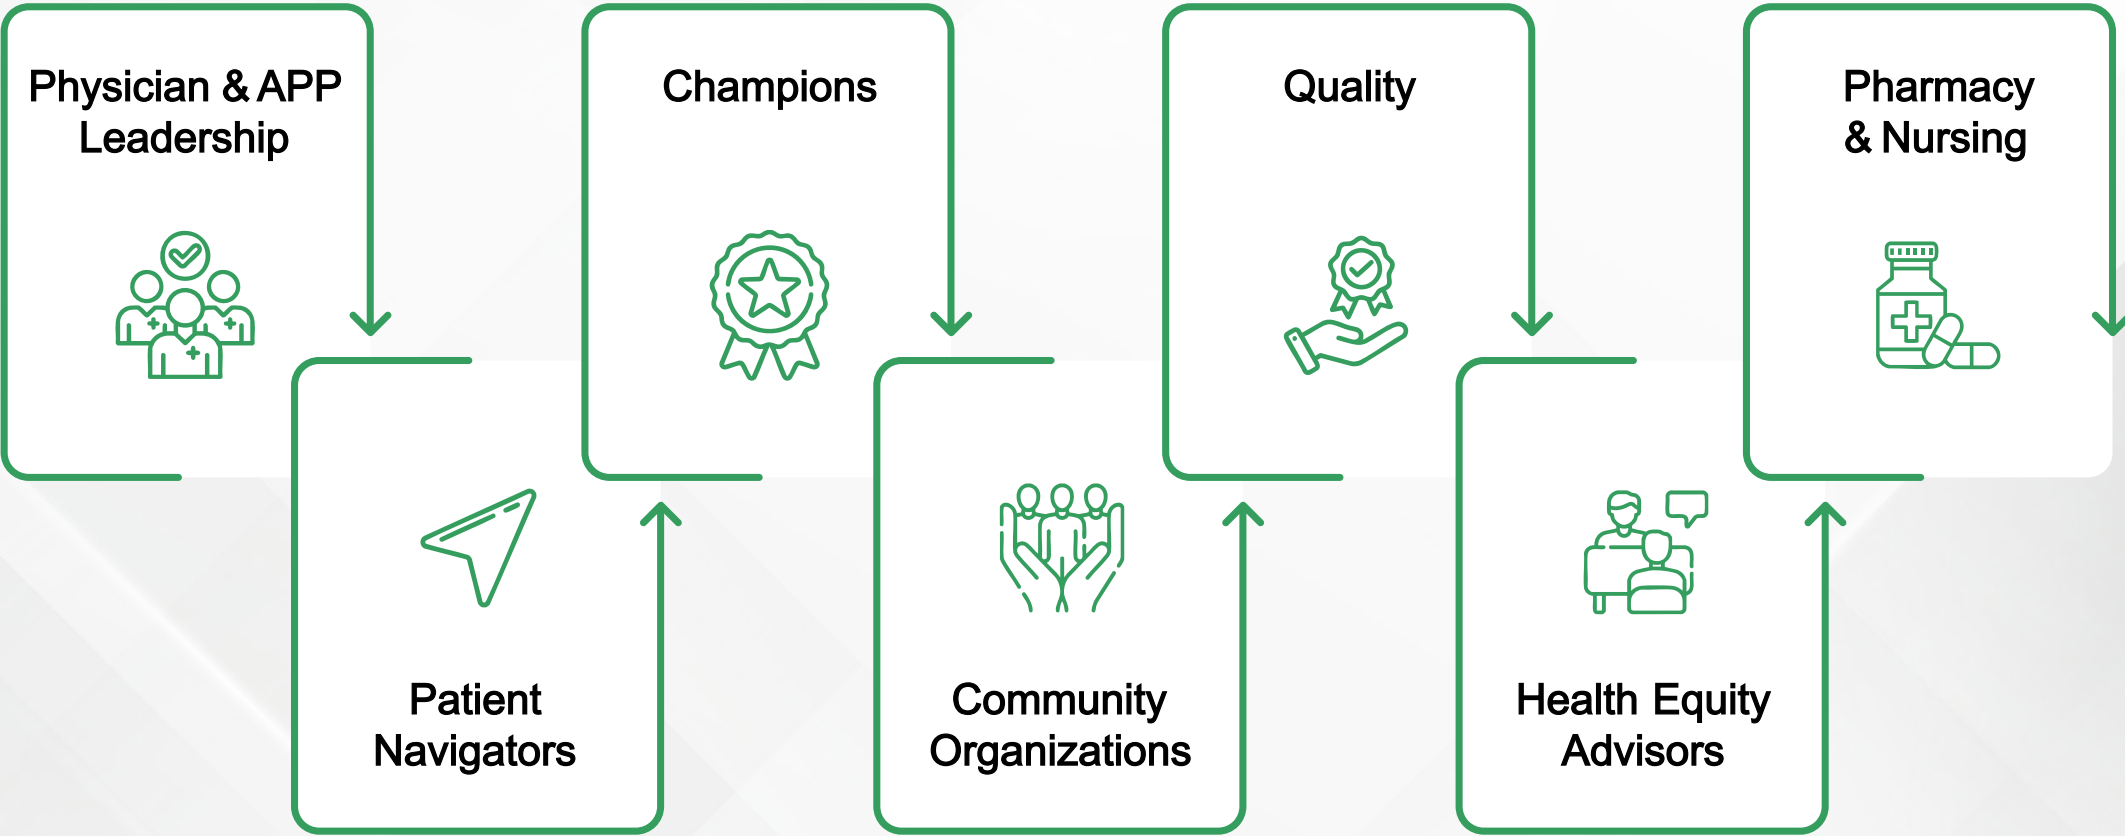 Physician & APP
Leadership
Patient
Navigators
Champions
Community
Organizations
Quality
Health Equity
Advisors
Pharmacy
& Nursing